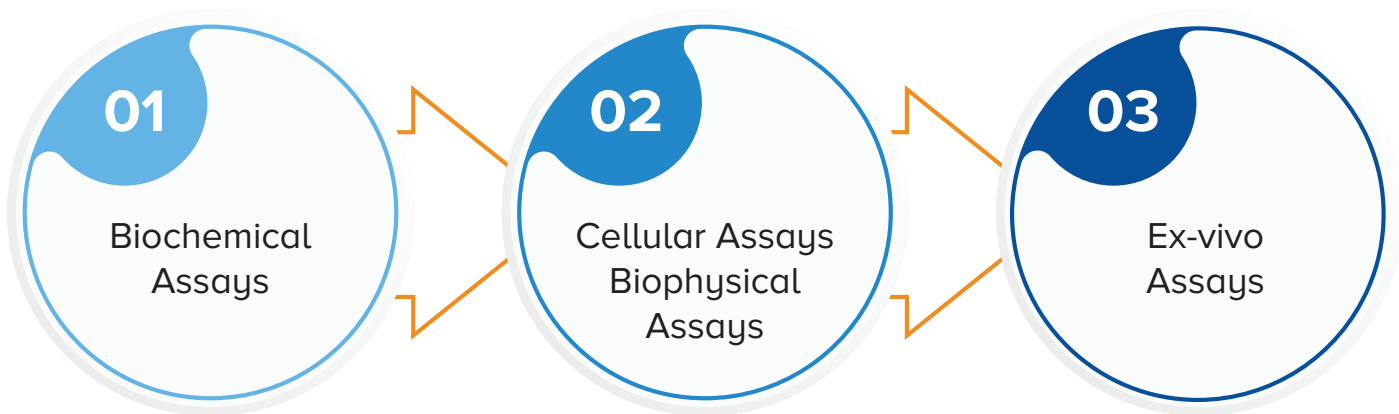 01
Biochemical
Assays
02
Cellular Assays
Biophysical
Assays
03
Ex-vivo
Assays